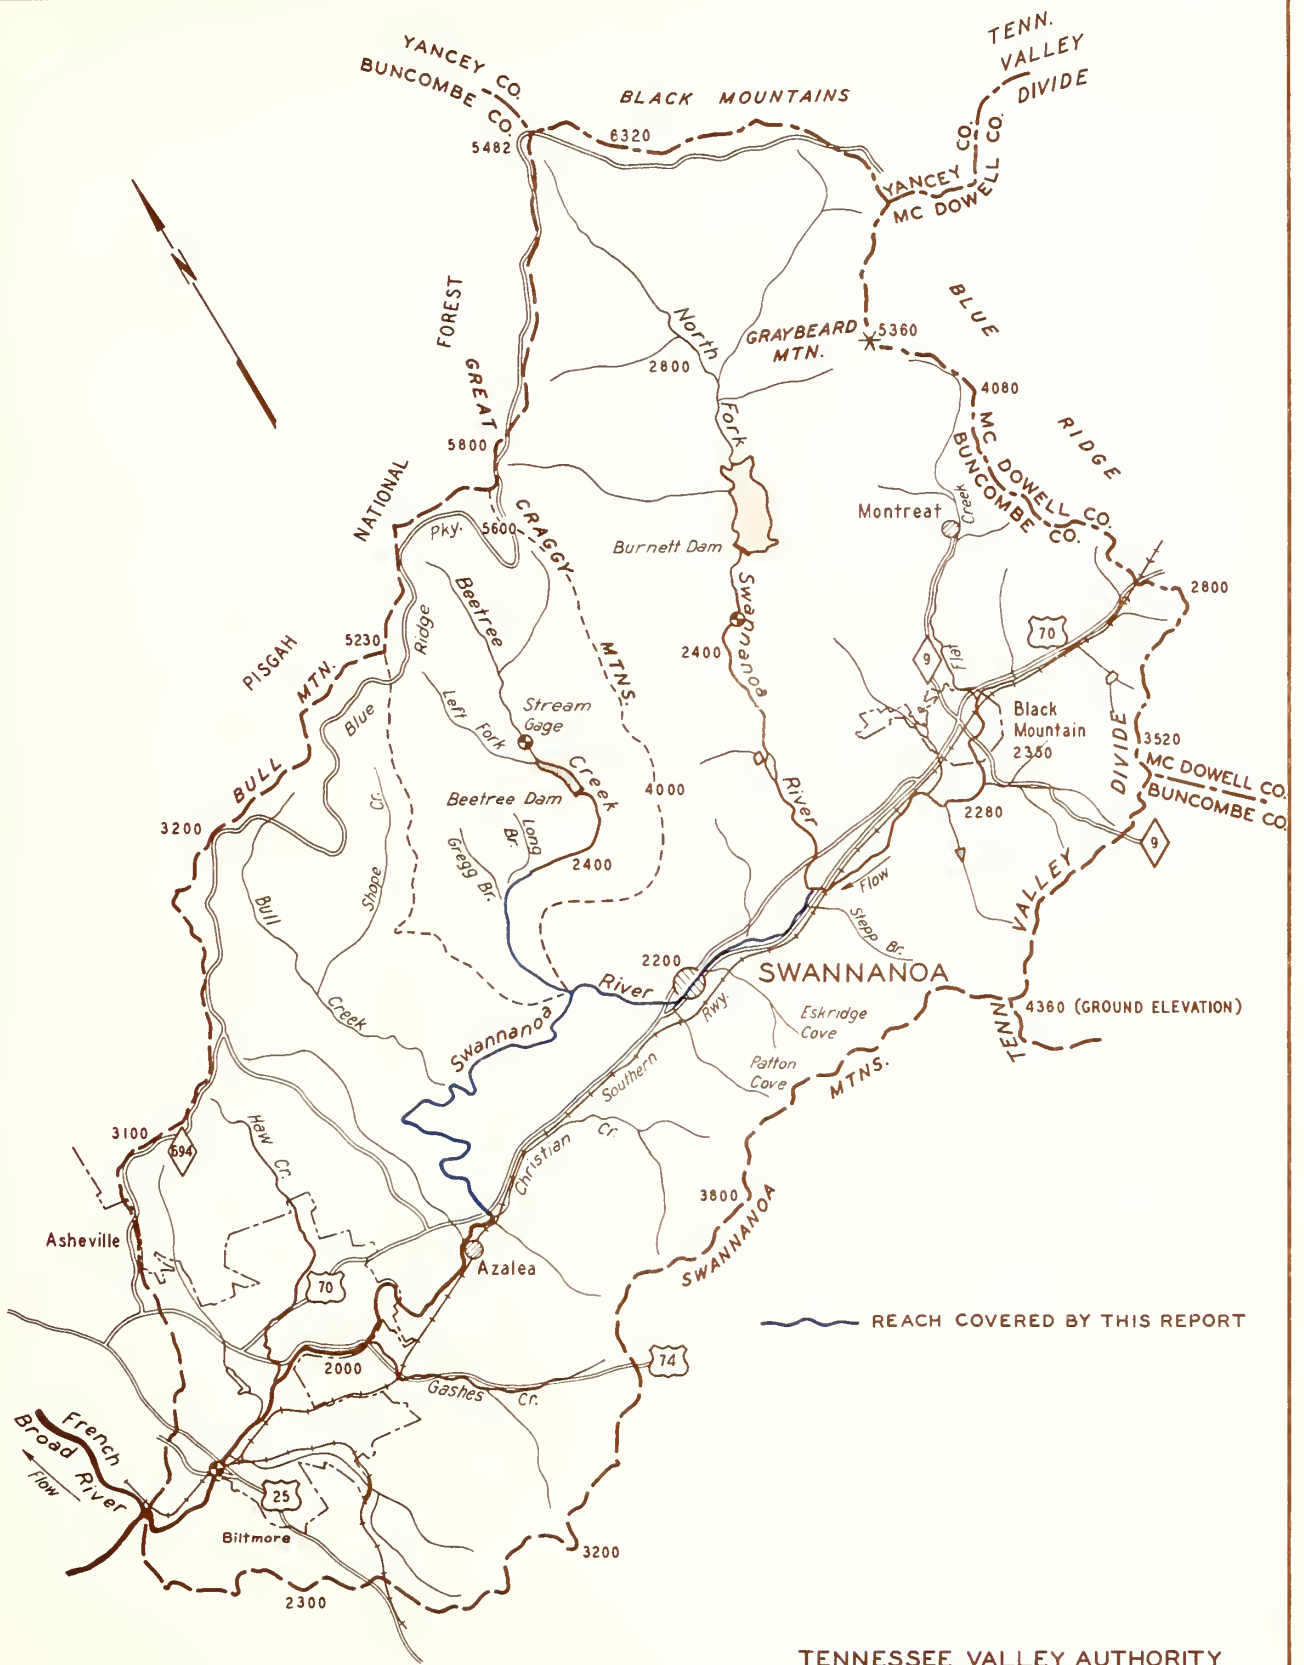 TENN.
VALLEY
DIVIDE
YANCEY CO.
BUNCOMBE CO.
BLACK MOUNTAINS
6320
5482
YANCEY CO.
MC DOWELL CO.
BLUE
RIDGE
FOREST
GREAT
North
Fork
GRAYBEARD
MTN.
5360
2800
4080
MC DOWELL CO.
BUNCOMBE CO.
5800
NATIONAL
CRAGGY
MTNS.
Pky.
5600
Burnett Dam
Montreat
Creek
2800
Beetree
Creek
Ridge
Blue
5230
PISGAH
BULL
MTN.
Swannanoa
River
2400
70
9
Flat
Left Fork
Stream
Gage
Black
Mountain
2350
DIVIDE
3520
MC DOWELL CO.
BUNCOMBE CO.
Beetree Dam
4000
2280
9
3200
Long
Br.
Gregg Br.
2400
Shope
Cr.
Bull
Creek
Flow
VALLEY
Stepp Br.
2200
SWANNANOA
River
Swannanoa
Rwy.
Southern
Eskridge
Cove
Patton
Cove
TENN
4360 (GROUND ELEVATION)
MTNS.
3100
694
Haw
Cr.
Christian
Cr.
3800
SWANNANOA
Asheville
Azalea
70
REACH COVERED BY THIS REPORT
2000
74
Gashes
Cr.
French
Broad River
Flow
25
Biltmore
3200
2300
TENNESSEE VALLEY AUTHORITY